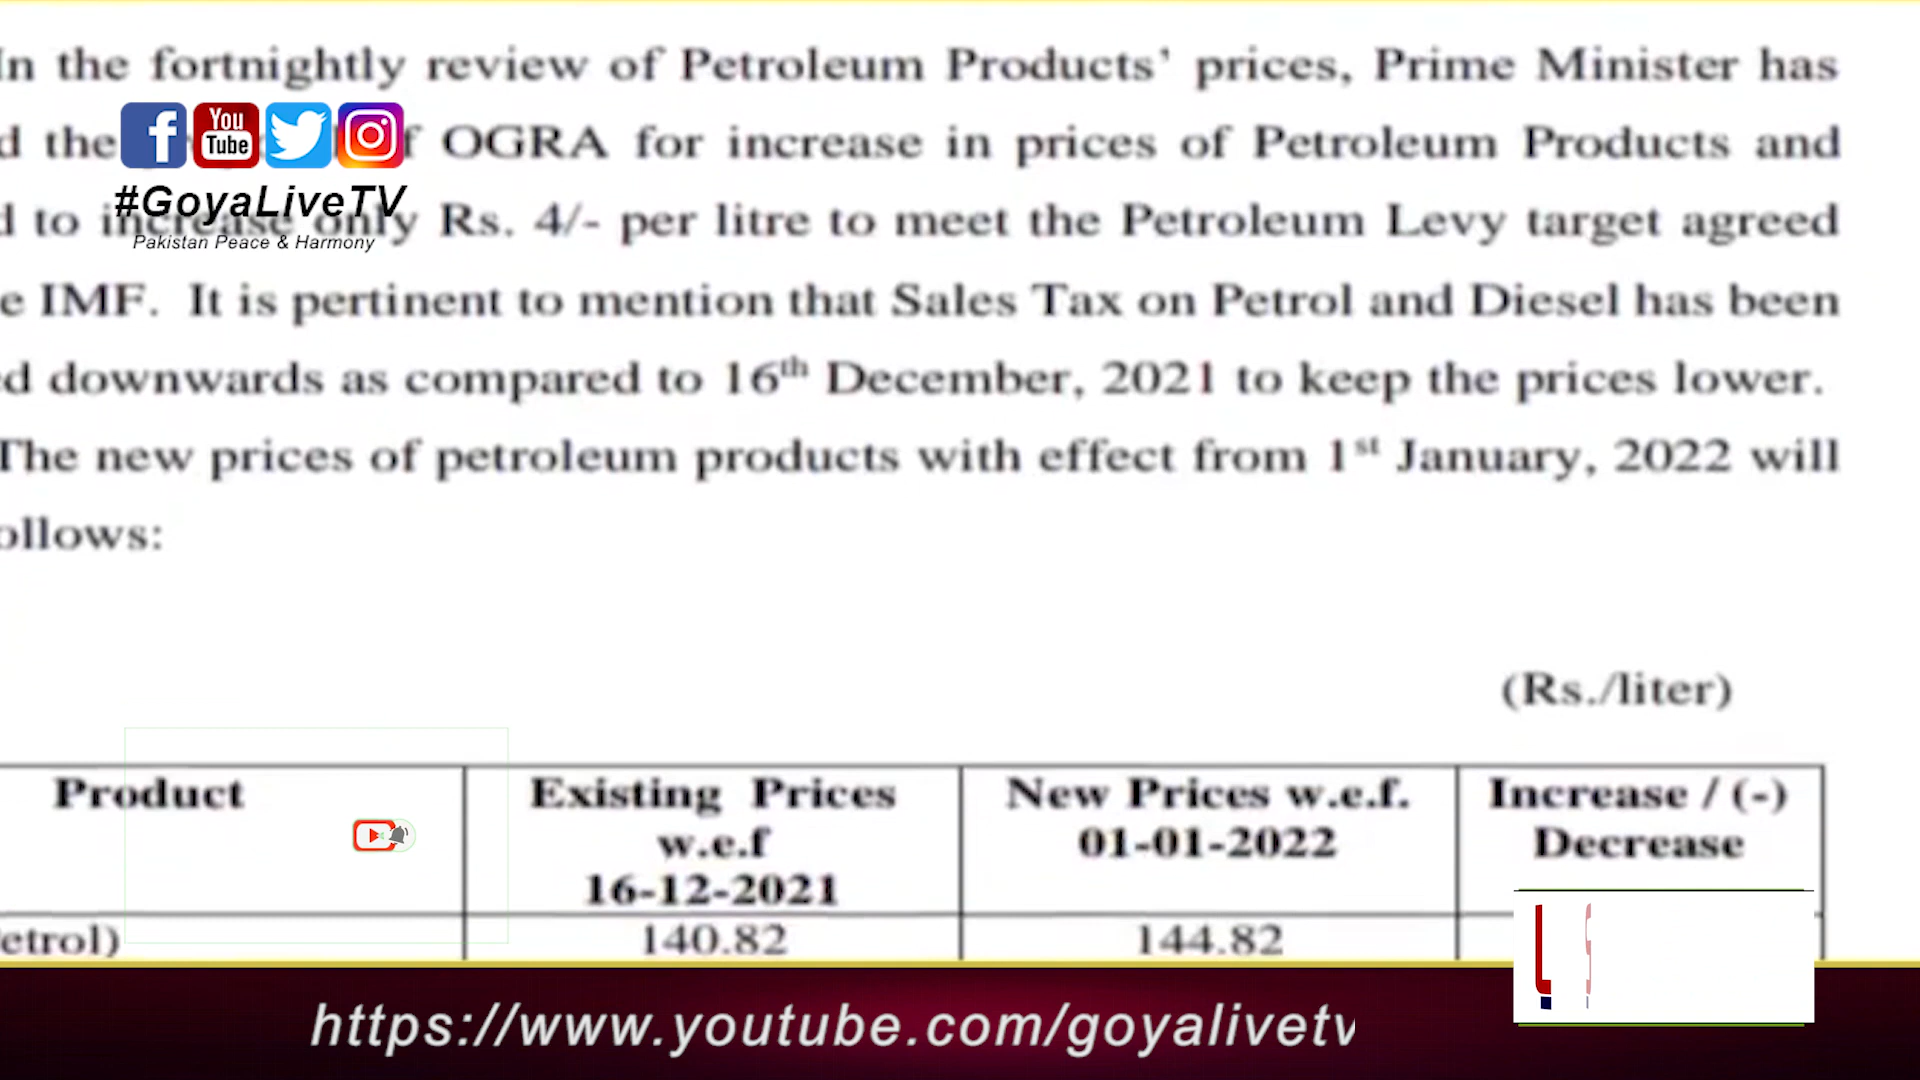 In the fortnightly review of Petroleum Products' prices, Prime Minister has
d the f OGRA for increase in prices of Petroleum Products and
d to increase only Rs. 4/- per litre to meet the Petroleum Levy target agreed
e IMF. It is pertinent to mention that Sales Tax on Petrol and Diesel has been
ed downwards as compared to 16th December, 2021 to keep the prices lower.
The new prices of petroleum products with effect from 1st January, 2022 will
ollows:
f You Tube
#GoyaLiveTV
Pakistan Peace & Harmony
(Rs./liter)
Product
Existing Prices
w.e.f
16-12-2021
New Prices w.e.f.
01-01-2022
Increase / (-)
Decrease
etrol) 140.82 144.82
https://www.youtube.com/goyalivetv